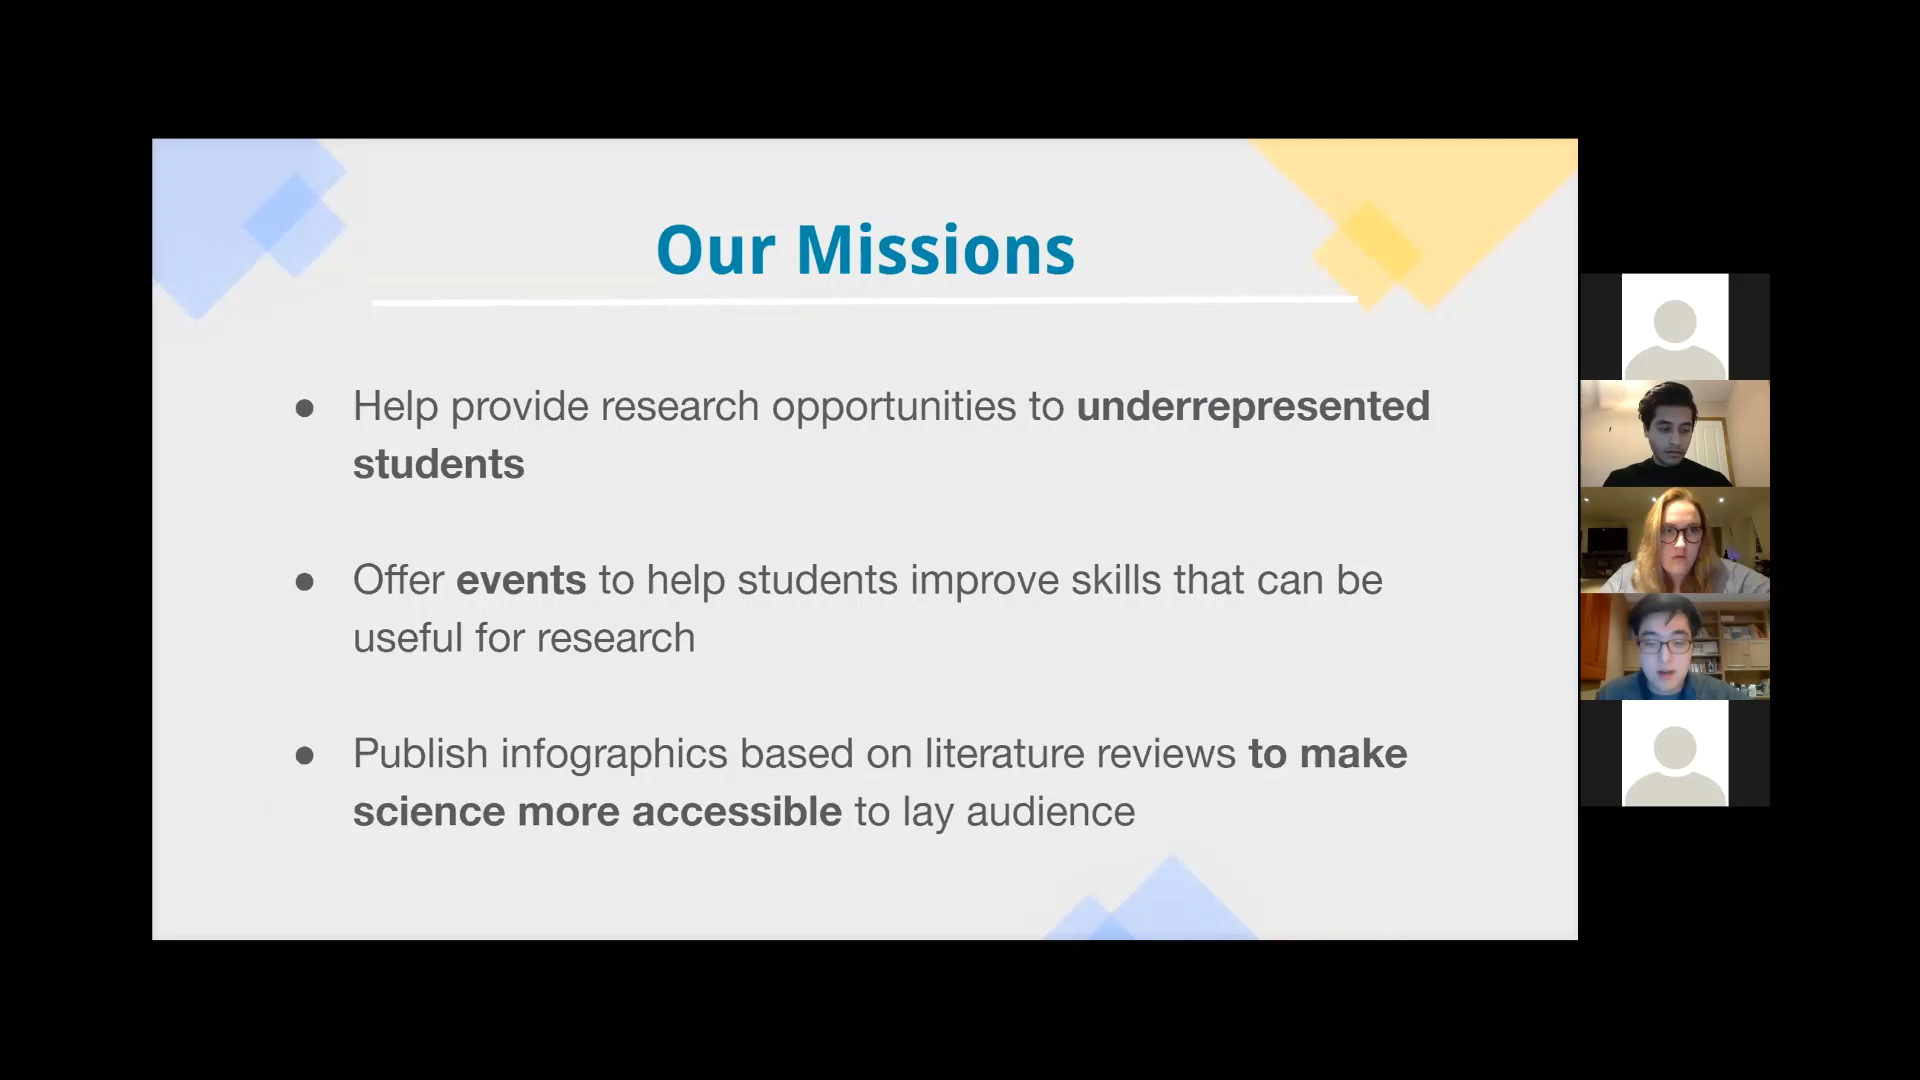 Our Missions
● Help provide research opportunities to underrepresented
students
● Offer events to help students improve skills that can be
useful for research
● Publish infographics based on literature reviews to make
science more accessible to lay audience